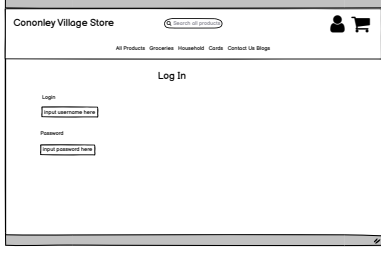 Cononley Village Store
Search all products
All Products Groceries Household Cards Contact Us Blogs
Log In
Login
input username here
Password
input password here